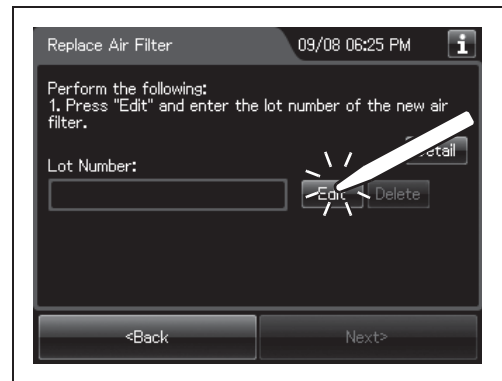 Replace Air Filter
09/08 06:25 PM
i
Perform the following:
1. Press "Edit" and enter the lot number of the new air
filter.
Lot Number:
Delete
<Back
Next>